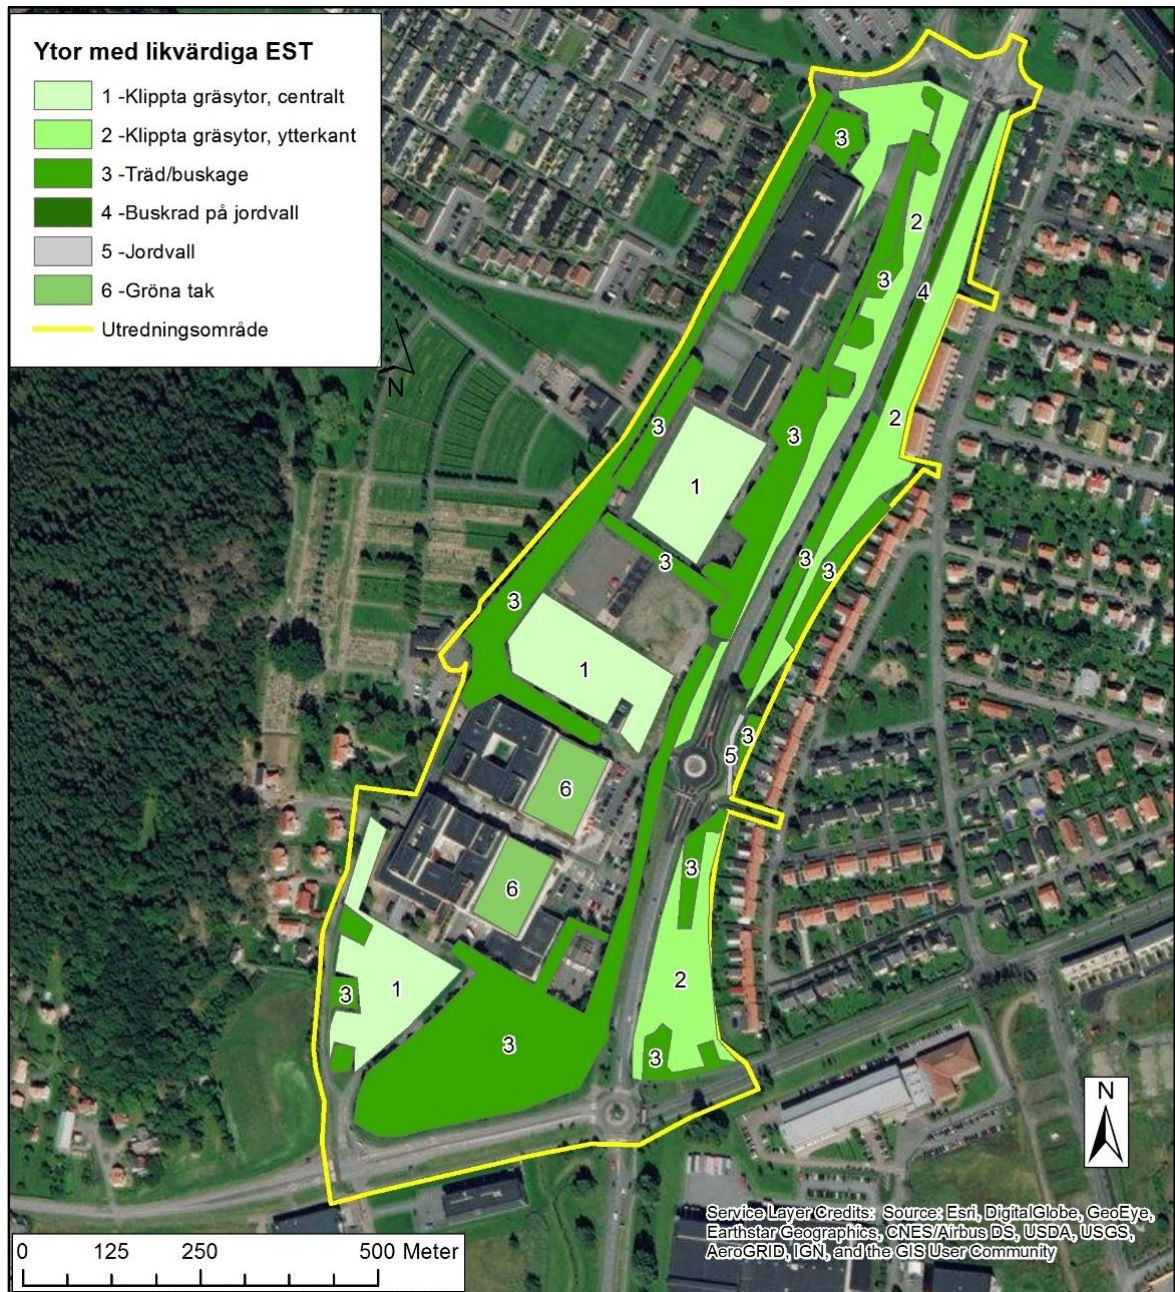 Ytor med likvärdiga EST
1 -Klippta gräsytor, centralt
2 -Klippta gräsytor, ytterkant
3 -Träd/buskage
4 -Buskrad på jordvall
5 -Jordvall
6 -Gröna tak
Utredningsområde
N
3
2
3
4
2
3
3
1
3
3
3
3
1
3
5
6
3
6
2
1
3
3
3
N
Service Layer Credits: Source: Esri, DigitalGlobe, GeoEye,
Earthstar Geographics, CNES/Airbus DS, USDA, USGS,
AeroGRID, IGN, and the GIS User Community
0 125 250 500 Meter